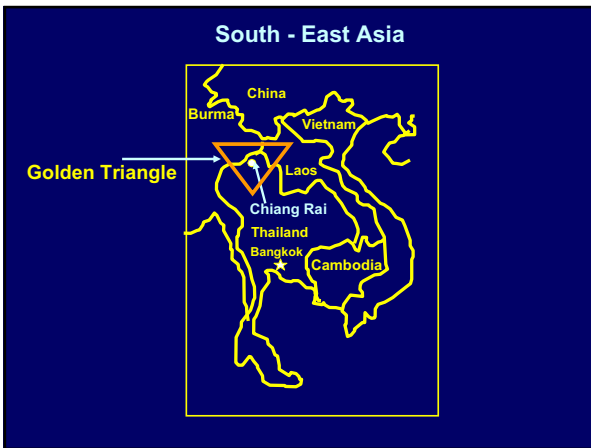 South - East Asia
China
Burma
Vietnam
Golden Triangle
Laos
Chiang Rai
Thailand
Bangkok
Cambodia